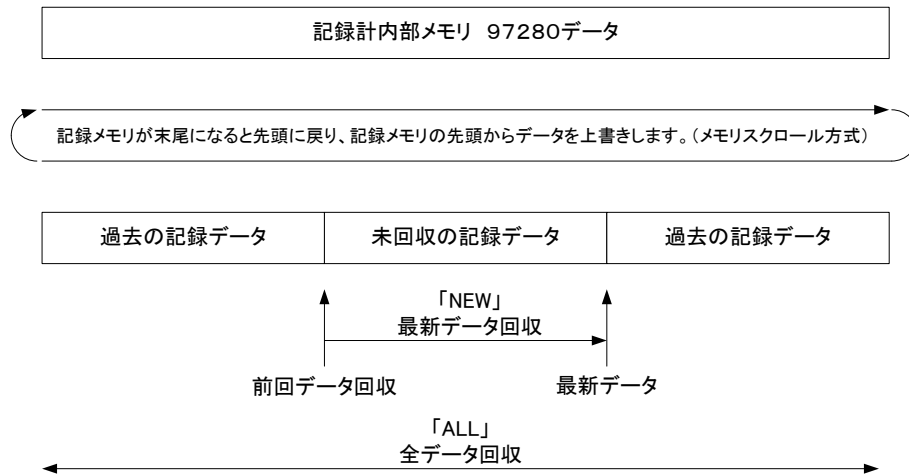 記録計内部メモリ 97280データ
記録メモリが末尾になると先頭に戻り、記録メモリの先頭からデータを上書きします。(メモリスクロール方式)
過去の記録データ
未回収の記録データ
過去の記録データ
「NEW」
最新データ回収
前回データ回収
最新データ
「ALL」
全データ回収